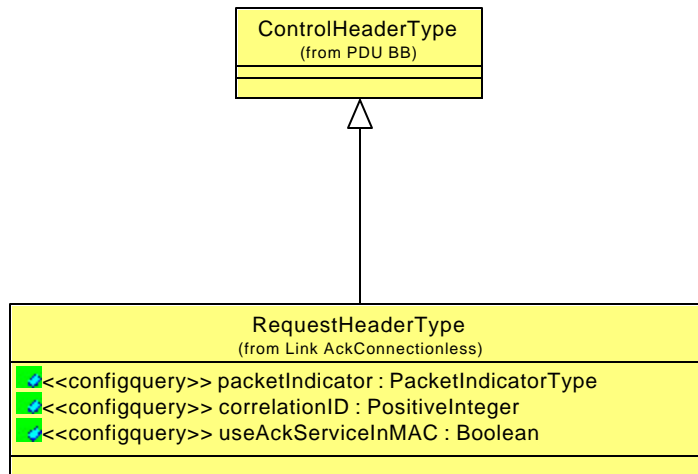 ControlHeaderType
(from PDU BB)
RequestHeaderType
(from Link AckConnectionless)
<<configquery>> packetIndicator : PacketIndicatorType
<<configquery>> correlationID : PositiveInteger
<<configquery>> useAckServiceInMAC : Boolean